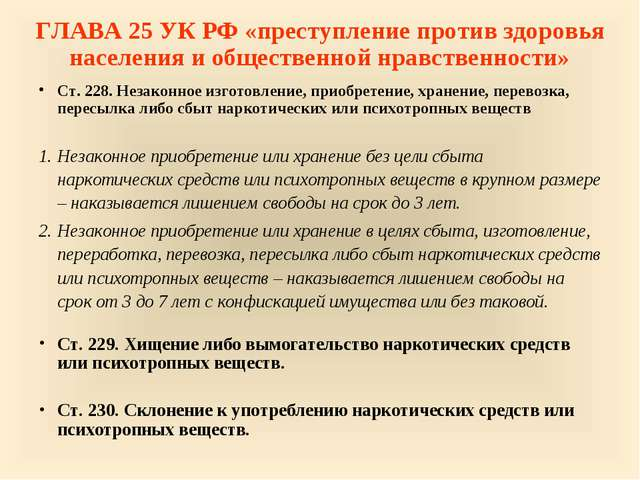 ГЛАВА 25 УК РФ «преступление против здоровья
населения и общественной нравственности»
• Ст. 228. Незаконное изготовление, приобретение, хранение, перевозка,
пересылка либо сбыт наркотических или психотропных веществ
1. Незаконное приобретение или хранение без цели сбыта
наркотических средств или психотропных веществ в крупном размере
– наказывается лишением свободы на срок до 3 лет.
2. Незаконное приобретение или хранение в целях сбыта, изготовление,
переработка, перевозка, пересылка либо сбыт наркотических средств
или психотропных веществ – наказывается лишением свободы на
срок от 3 до 7 лет с конфискацией имущества или без таковой.
• Ст. 229. Хищение либо вымогательство наркотических средств
или психотропных веществ.
• Ст. 230. Склонение к употреблению наркотических средств или
психотропных веществ.